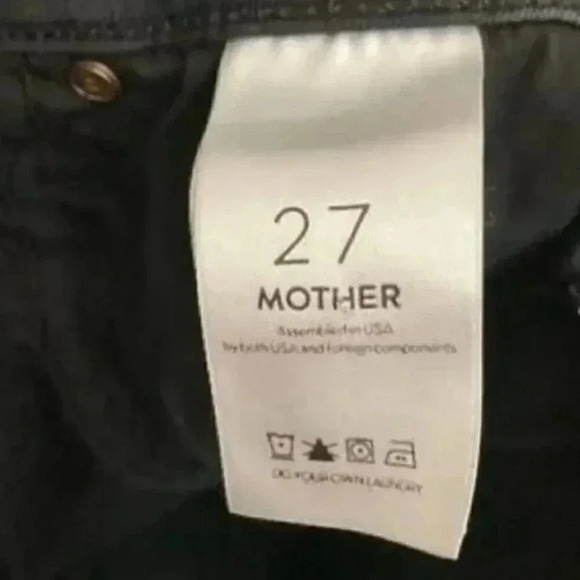 27
MOTHER
Assembled in USA
by both USA and foreign components
DO YOUR OWN LAUNDRY